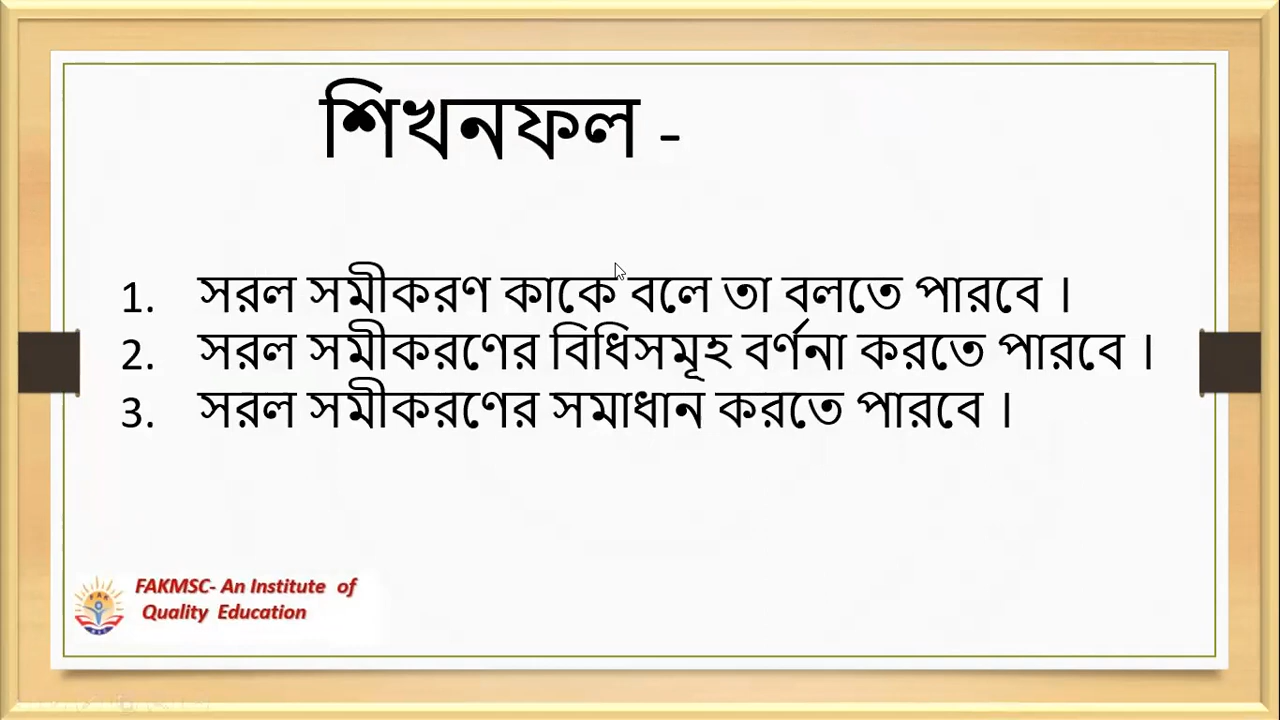 শিখনফল -
1. সরল সমীকরণ কাকে বলে তা বলতে পারবে ।
2. সরল সমীকরণের বিধিসমূহ বর্ণনা করতে পারবে ।
3. সরল সমীকরণের সমাধান করতে পারবে ।
FAKMSC- An Institute of
Quality Education